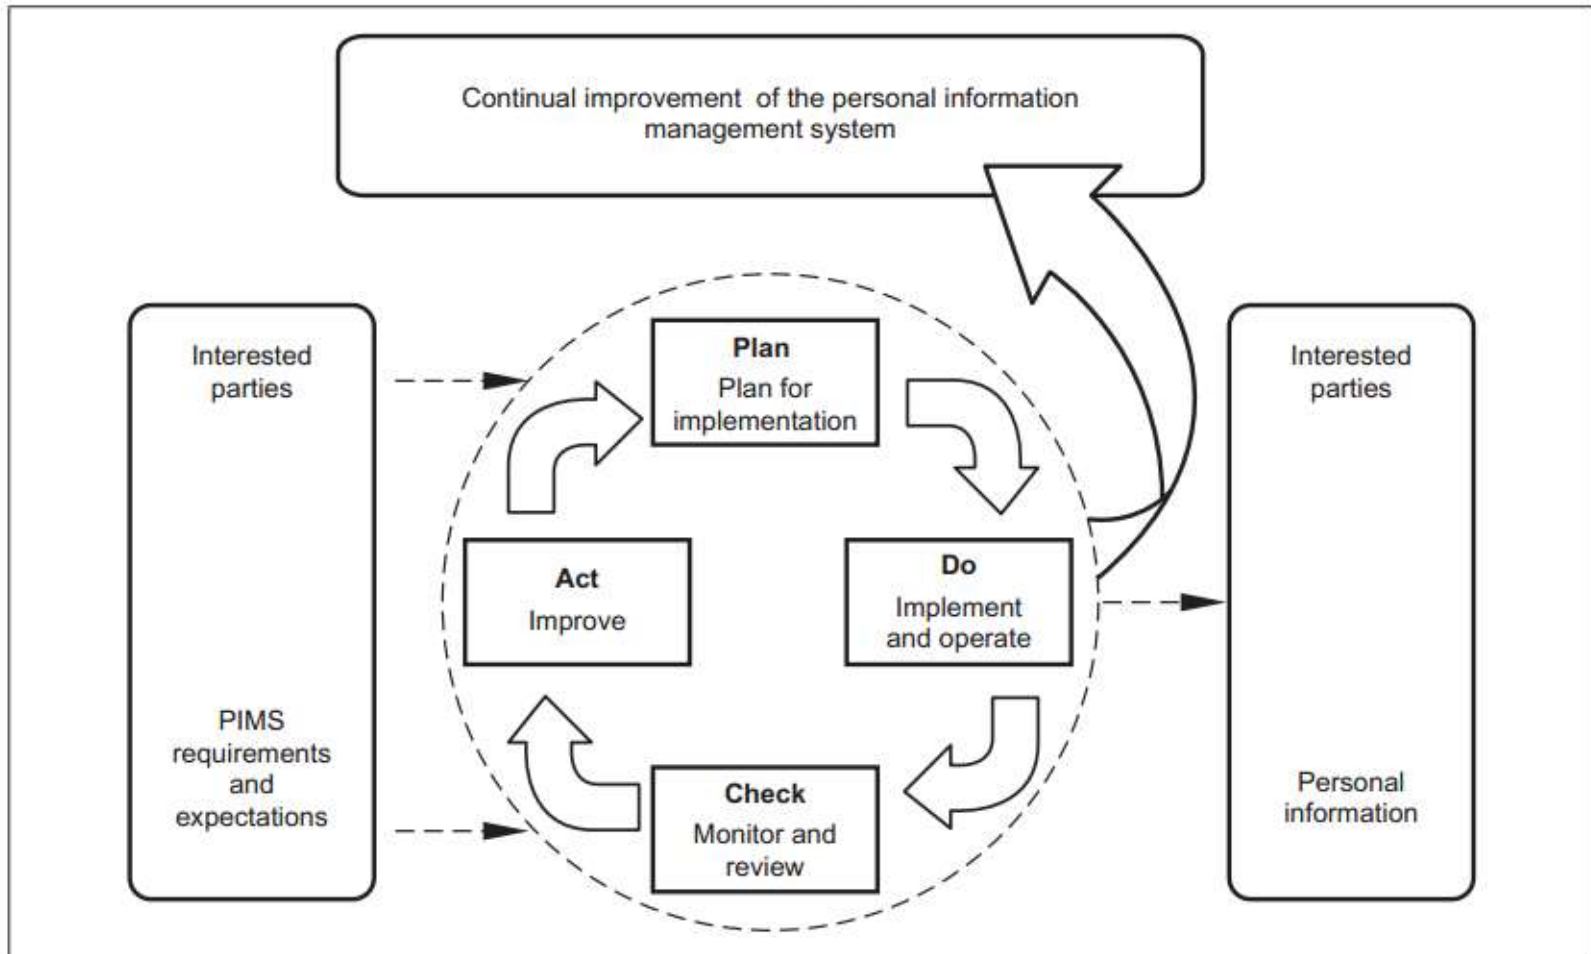 Continual improvement of the personal information
management system
Interested
parties
PIMS
requirements
and
expectations
Plan
Plan for
implementation
Act
Improve
Do
Implement
and operate
Check
Monitor and
review
Interested
parties
Personal
information